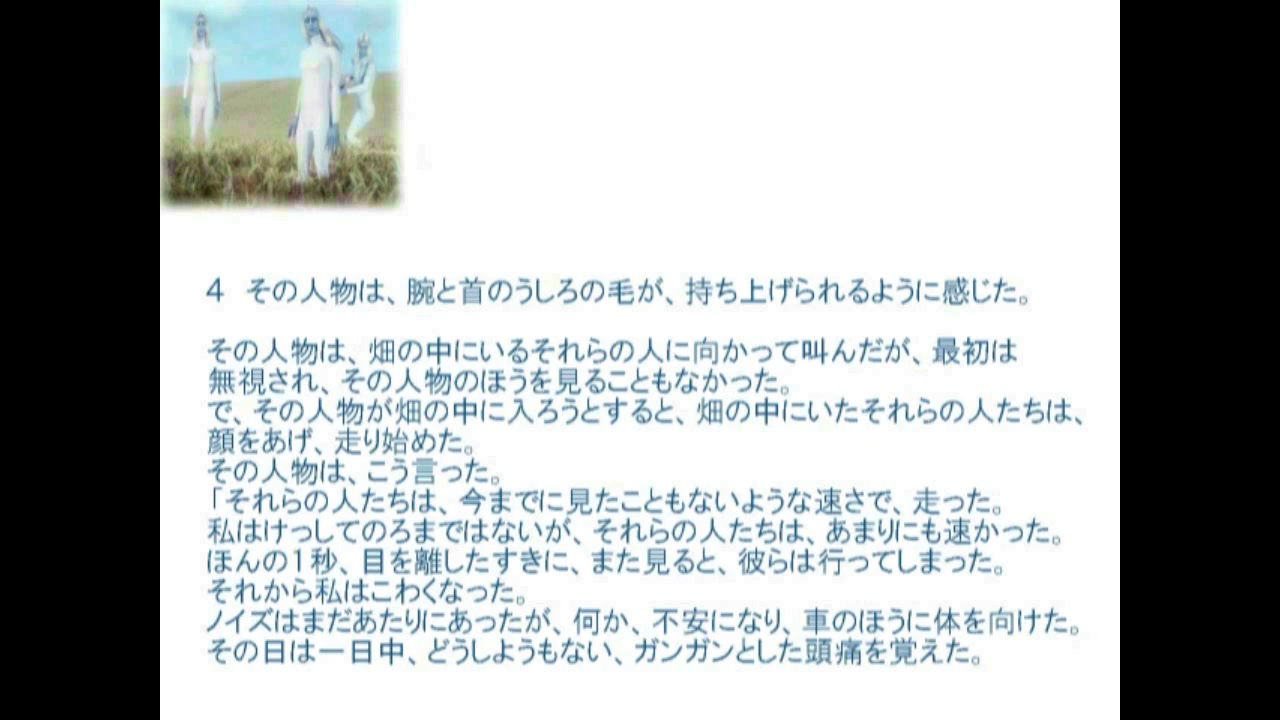 ４　その人物は、腕と首のうしろの毛が、持ち上げられるように感じた。
その人物は、畑の中にいるそれらの人に向かって叫んだが、最初は
無視され、その人物のほうを見ることもなかった。
で、その人物が畑の中に入ろうとすると、畑の中にいたそれらの人たちは、
顔をあげ、走り始めた。
その人物は、こう言った。
「それらの人たちは、今までに見たこともないような速さで、走った。
私はけっしてのろまではないが、それらの人たちは、あまりにも速かった。
ほんの１秒、目を離したすきに、また見ると、彼らは行ってしまった。
それから私はこわくなった。
ノイズはまだあたりにあったが、何か、不安になり、車のほうに体を向けた。
その日は一日中、どうしようもない、ガンガンとした頭痛を覚えた。